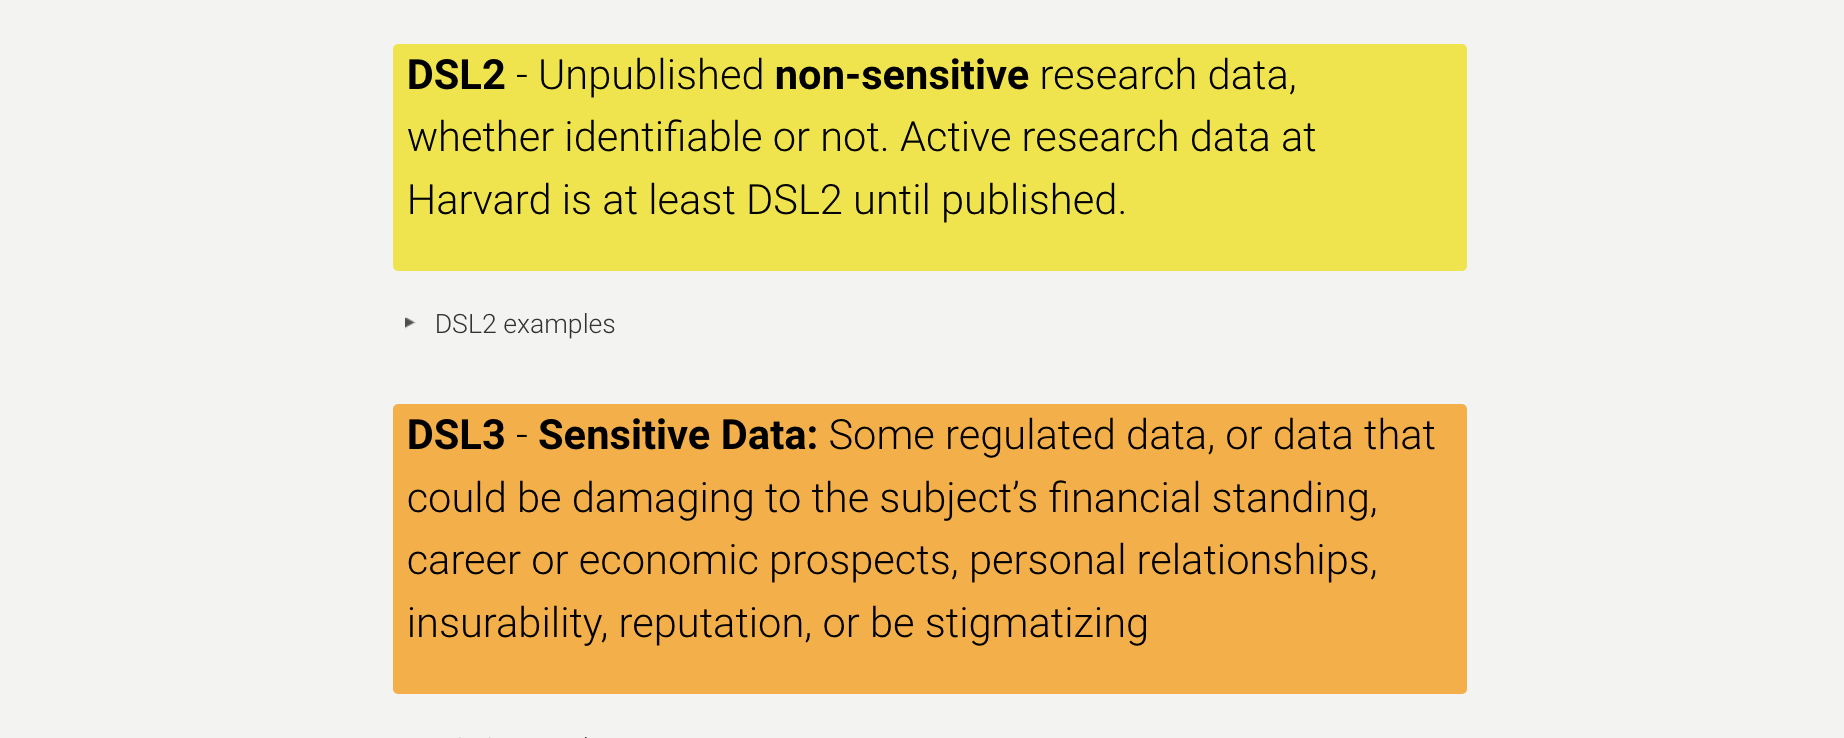 DSL2 - Unpublished non-sensitive research data,
whether identifiable or not. Active research data at
Harvard is at least DSL2 until published.
DSL2 examples
DSL3 - Sensitive Data: Some regulated data, or data that
could be damaging to the subject’s financial standing,
career or economic prospects, personal relationships,
insurability, reputation, or be stigmatizing